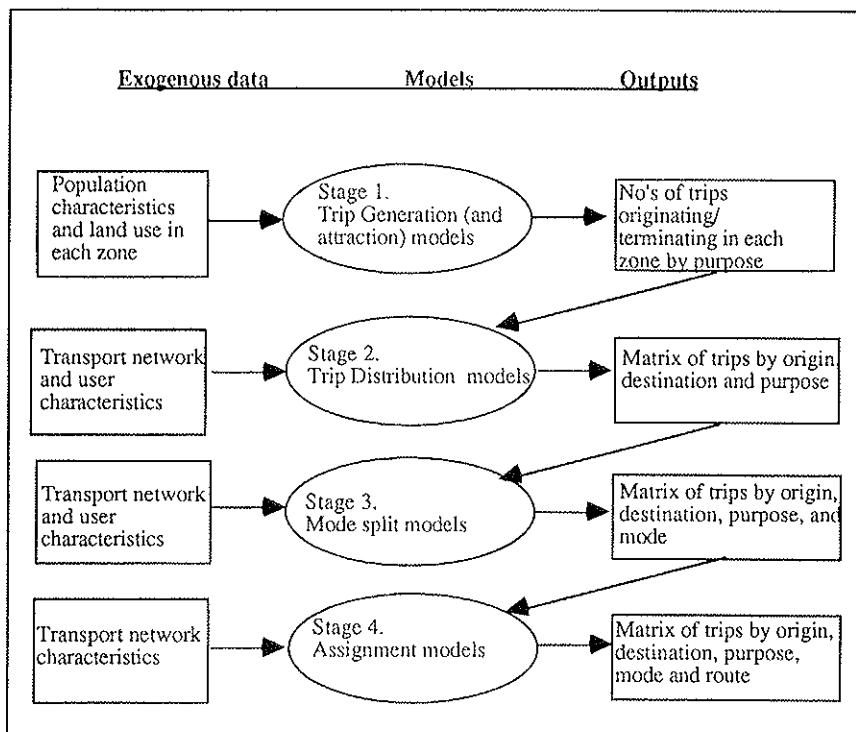 Exogenous data Models Outputs
Population
characteristics
and land use in
each zone
Stage 1.
Trip Generation (and
attraction) models
No's of trips
originating/
terminating in each
zone by purpose
Transport network
and user
characteristics
Stage 2.
Trip Distribution models
Matrix of trips by origin,
destination and purpose
Transport network
and user
characteristics
Stage 3.
Mode split models
Matrix of trips by origin,
destination, purpose, and
mode
Transport network
characteristics
Stage 4.
Assignment models
Matrix of trips by origin,
destination, purpose,
mode and route